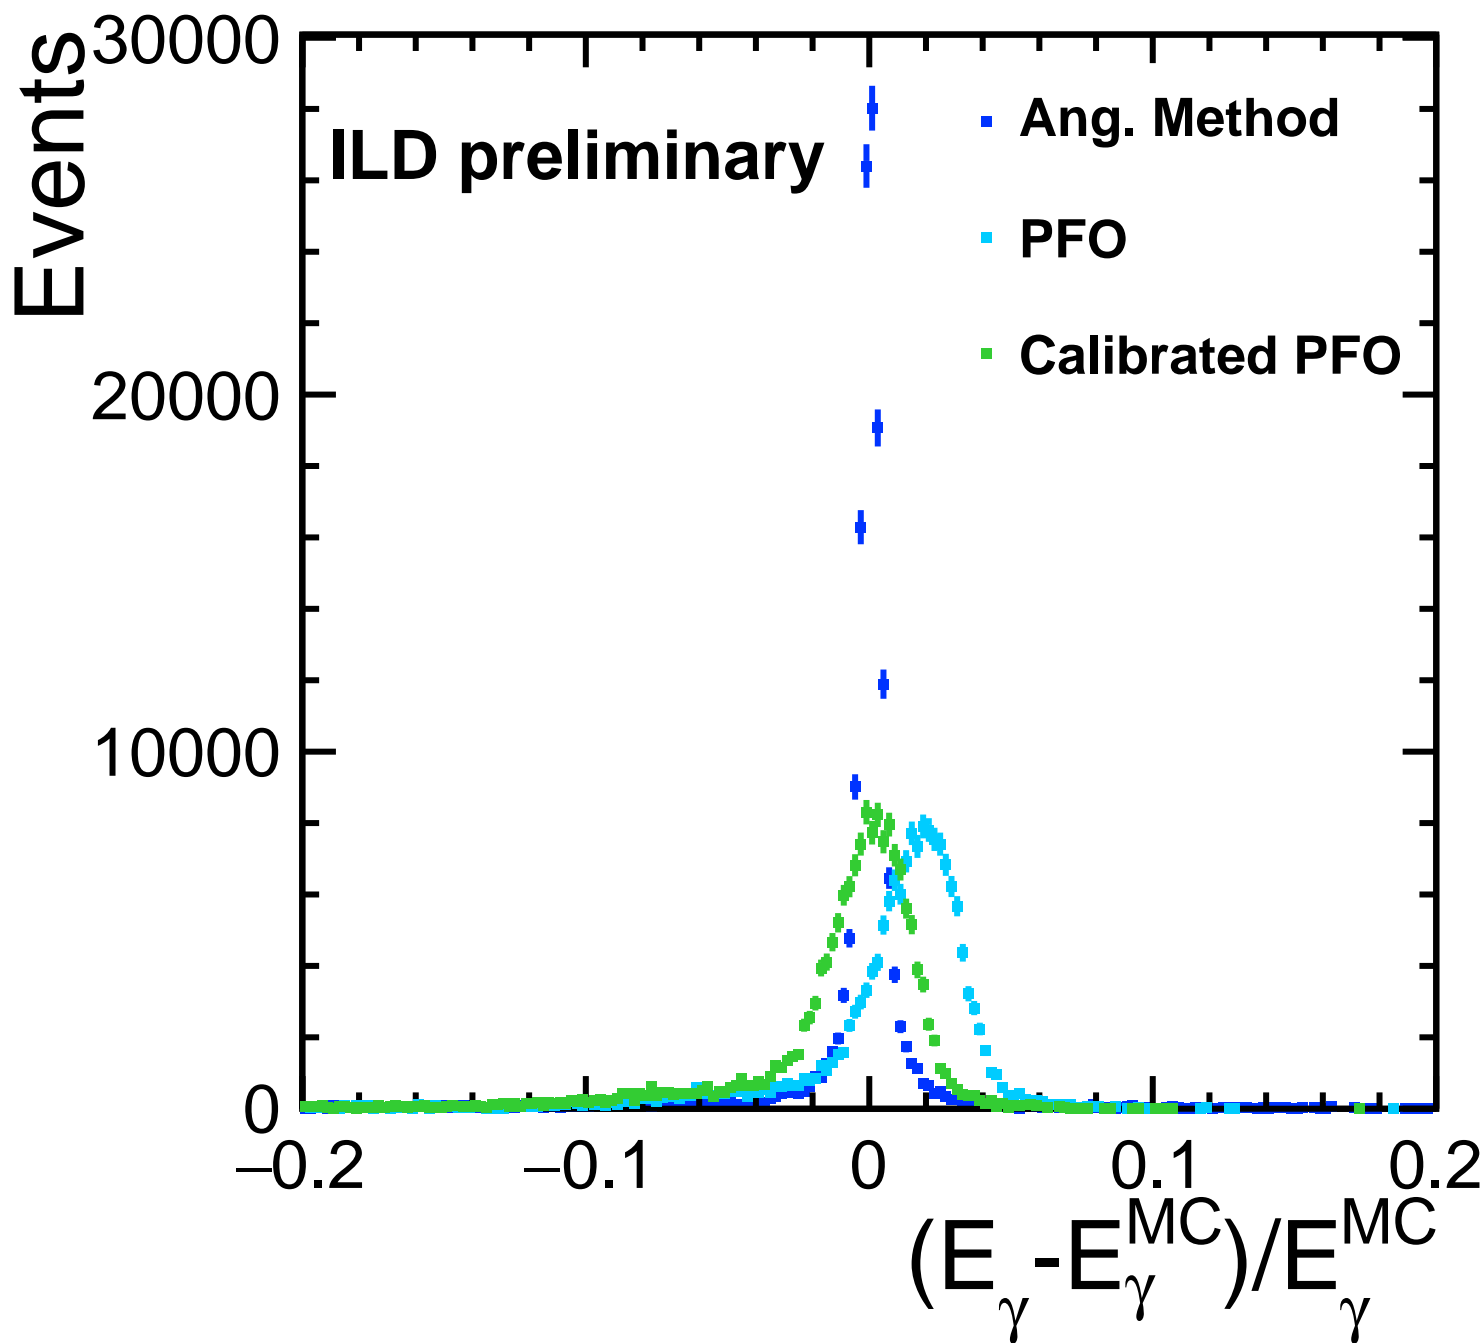 Events
30000
20000
10000
0
ILD preliminary
Ang. Method
PFO
Calibrated PFO
−0.2 −0.1 0 0.1 0.2
(E_γ-E_γ^MC)/E_γ^MC